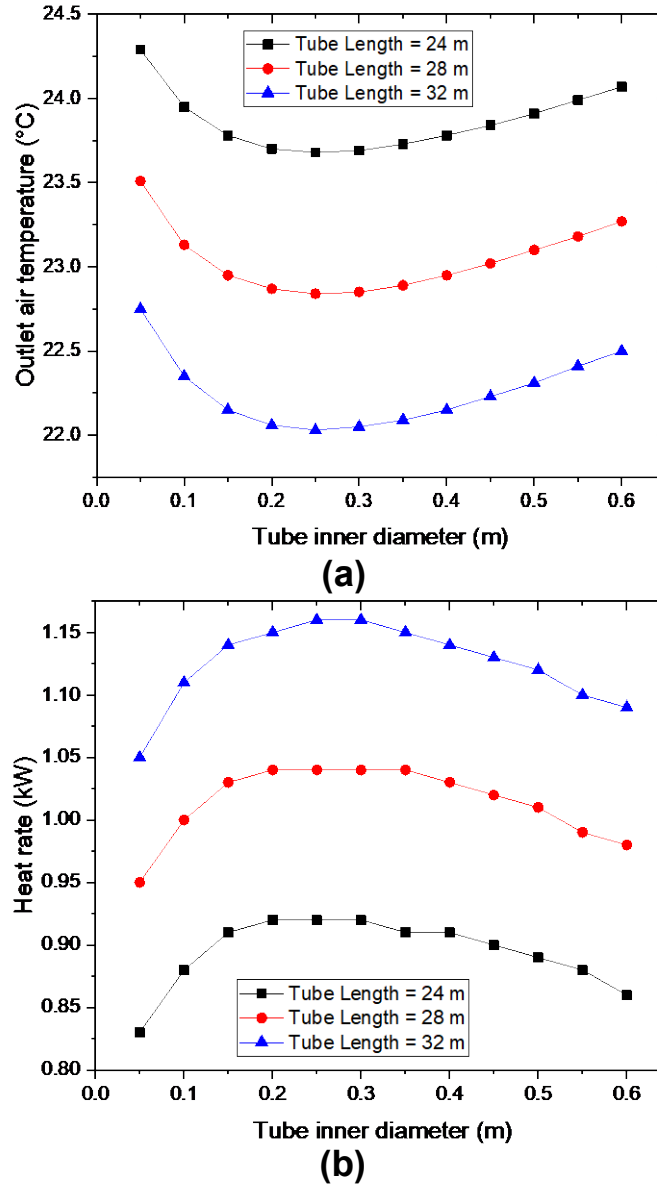 24.5
24.0
23.5
23.0
22.5
22.0
Outlet air temperature (°C)
Tube Length = 24 m
Tube Length = 28 m
Tube Length = 32 m
0.0 0.1 0.2 0.3 0.4 0.5 0.6
Tube inner diameter (m)
(a)
1.15
1.10
1.05
1.00
0.95
0.90
0.85
0.80
Heat rate (kW)
Tube Length = 24 m
Tube Length = 28 m
Tube Length = 32 m
0.0 0.1 0.2 0.3 0.4 0.5 0.6
Tube inner diameter (m)
(b)